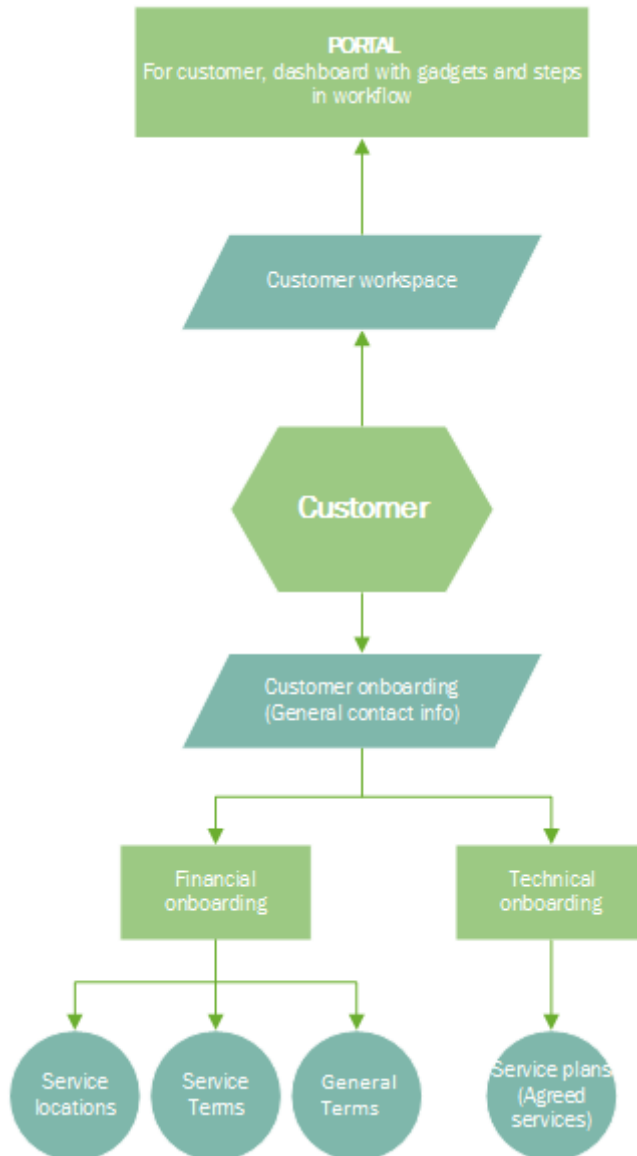 PORTAL
For customer, dashboard with gadgets and steps
in workflow
Customer workspace
Customer
Customer onboarding
(General contact info)
Financial
onboarding
Technical
onboarding
Service
locations
Service
Terms
General
Terms
Service plans
(Agreed
services)